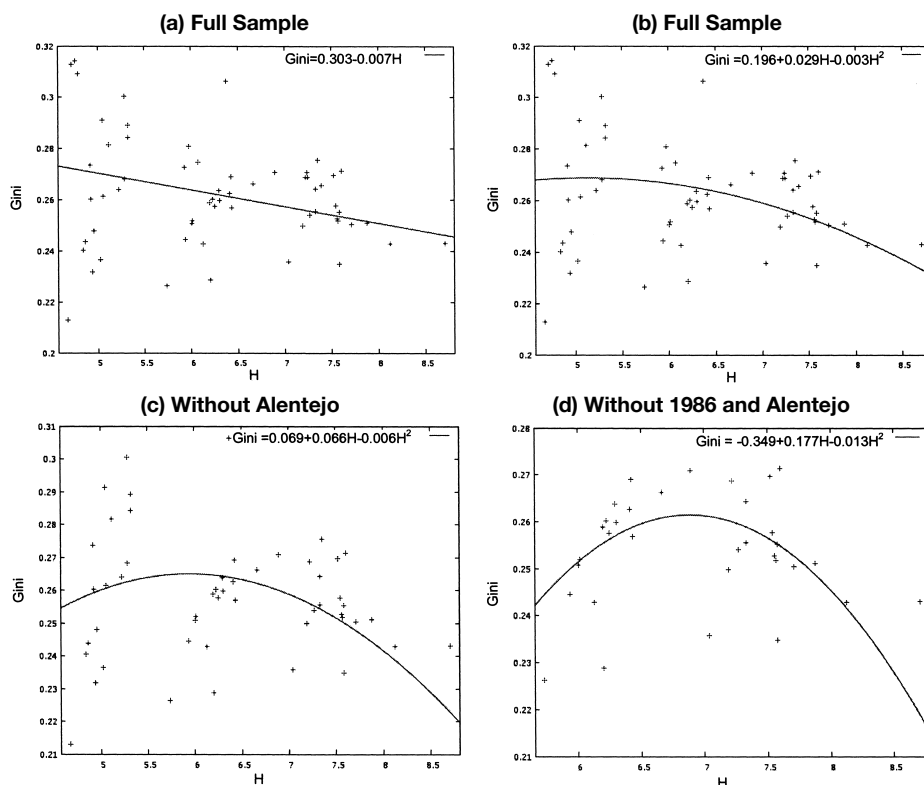 (a) Full Sample
Gini=0.303-0.007H
0.32
0.3
0.28
0.26
0.24
0.22
0.2
Gini
5 5.5 6 6.5 7 7.5 8 8.5
H
(b) Full Sample
Gini =0.196+0.029H-0.003H²
0.32
0.3
0.28
0.26
0.24
0.22
0.2
Gini
5 5.5 6 6.5 7 7.5 8 8.5
H
(c) Without Alentejo
Gini =0.069+0.066H-0.006H²
0.31
0.3
0.29
0.28
0.27
0.26
0.25
0.24
0.23
0.22
0.21
Gini
5 5.5 6 6.5 7 7.5 8 8.5
H
(d) Without 1986 and Alentejo
Gini = -0.349+0.177H-0.013H²
0.28
0.27
0.26
0.25
0.24
0.23
0.22
0.21
Gini
6 6.5 7 7.5 8 8.5
H